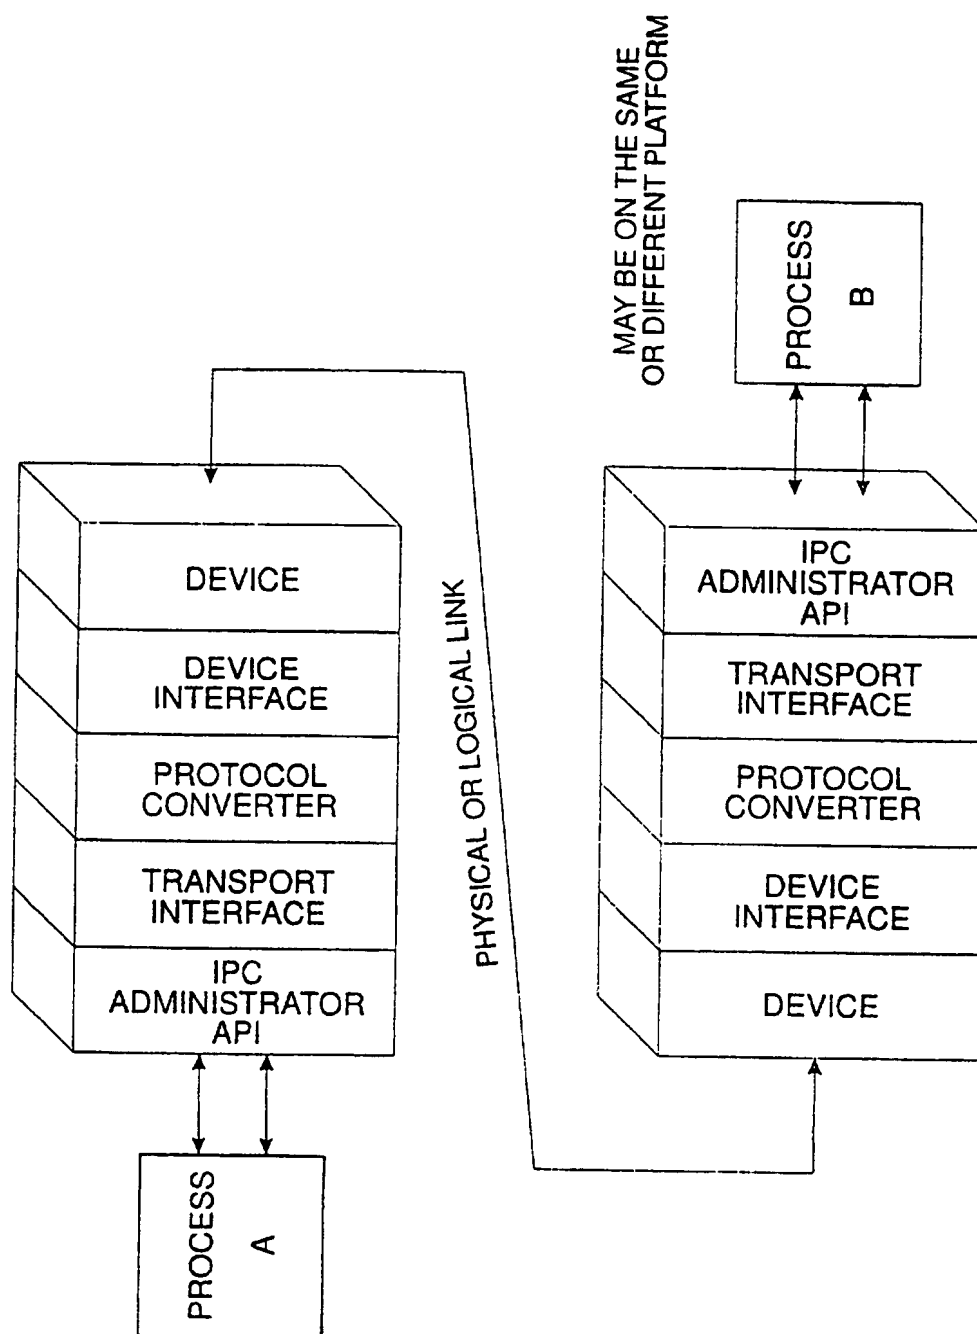 MAY BE ON THE SAME
OR DIFFERENT PLATFORM
DEVICE
DEVICE
INTERFACE
PROTOCOL
CONVERTER
TRANSPORT
INTERFACE
IPC
ADMINISTRATOR
API
PROCESS
A
PHYSICAL OR LOGICAL LINK
PROCESS
B
IPC
ADMINISTRATOR
API
TRANSPORT
INTERFACE
PROTOCOL
CONVERTER
DEVICE
INTERFACE
DEVICE